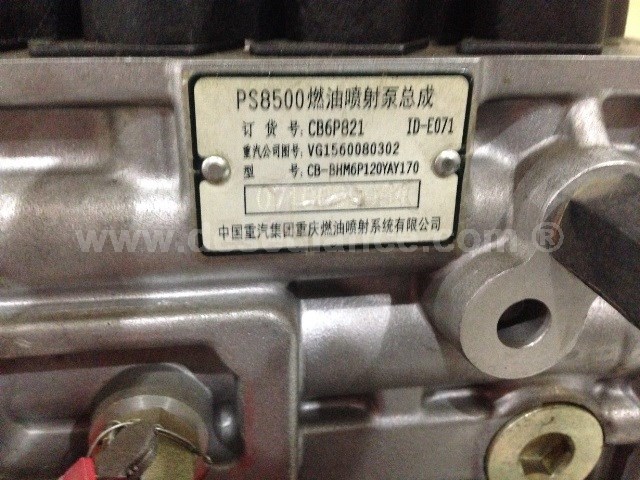 PS8500燃油喷射泵总成
订 货 号: CB6P821 ID-E071
重汽公司图号: VG1560080302
型 号: CB-BHM6P120YAY170
中国重汽集团重庆燃油喷射系统有限公司